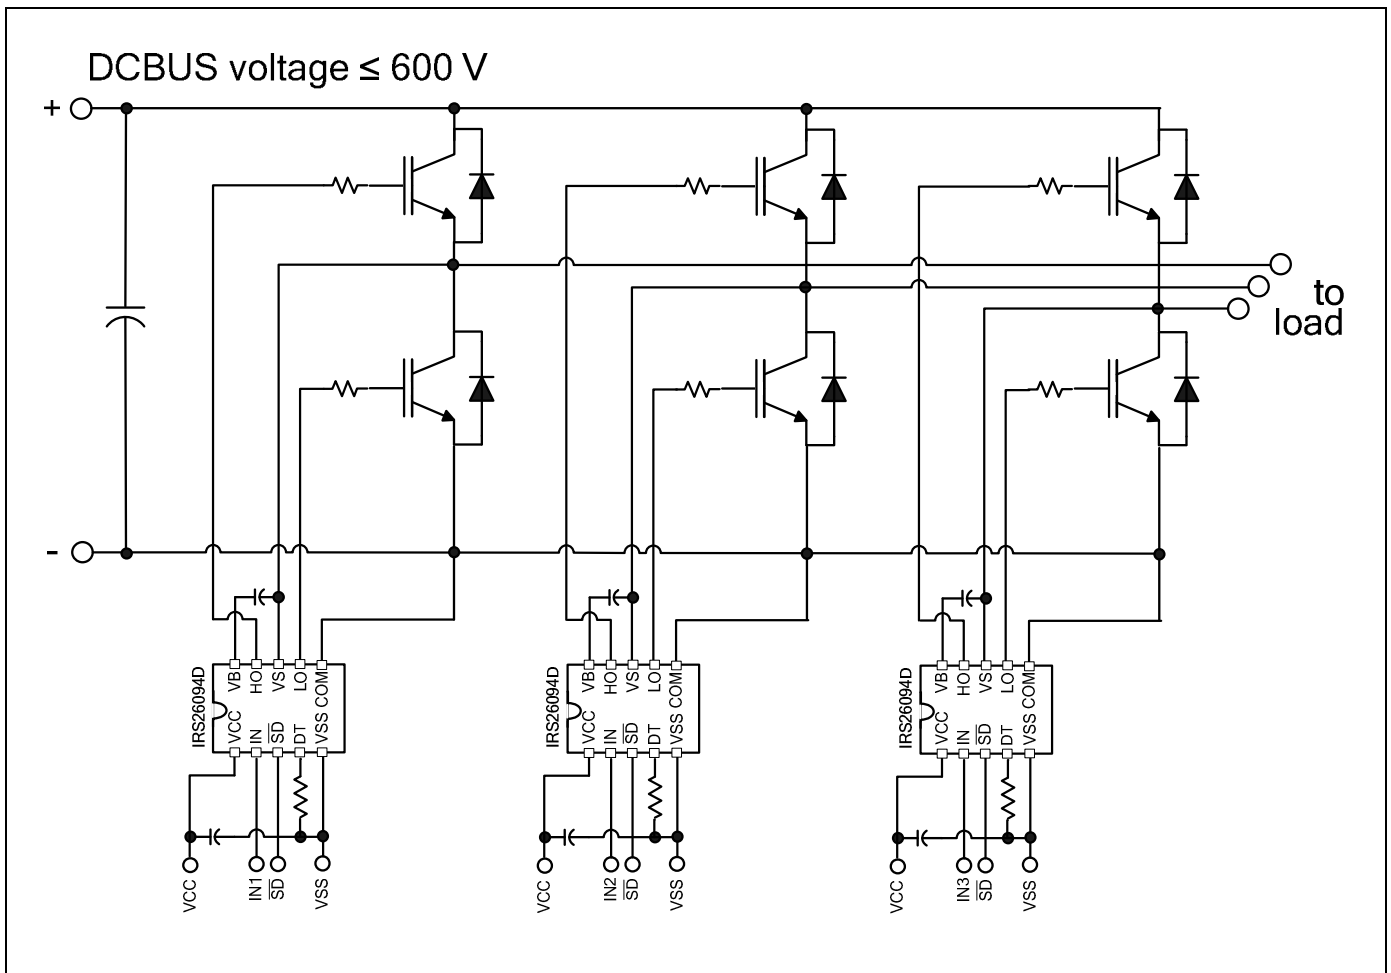 DCBUS voltage ≤ 600 V
+
-
to
load
IRS26094D
VB
HO
VS
LO
COM
VCC
IN
SD
DT
VSS
VCC
IN1
SD
VSS
IRS26094D
VB
HO
VS
LO
COM
VCC
IN
SD
DT
VSS
VCC
IN2
SD
VSS
IRS26094D
VB
HO
VS
LO
COM
VCC
IN
SD
DT
VSS
VCC
IN3
SD
VSS